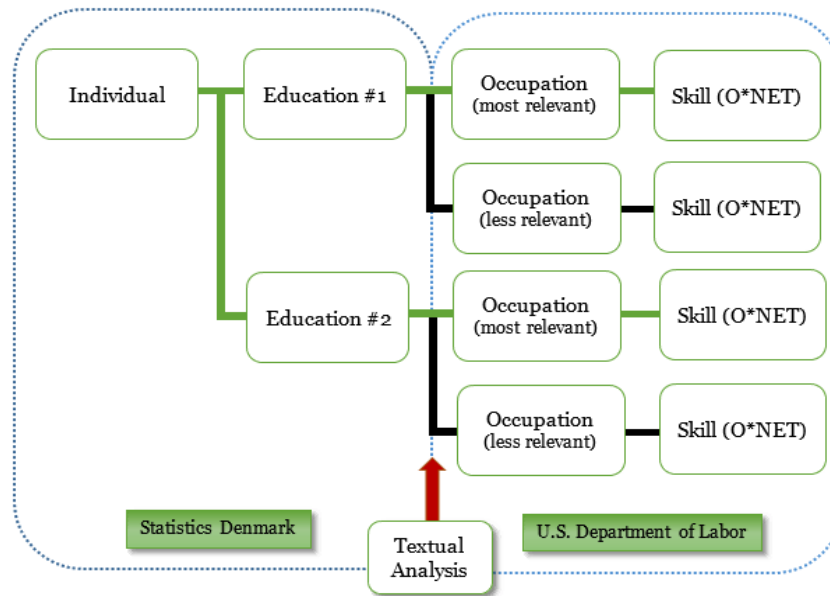 Individual
Education #1
Occupation
(most relevant)
Skill (O*NET)
Occupation
(less relevant)
Skill (O*NET)
Education #2
Occupation
(most relevant)
Skill (O*NET)
Occupation
(less relevant)
Skill (O*NET)
Statistics Denmark
U.S. Department of Labor
Textual
Analysis